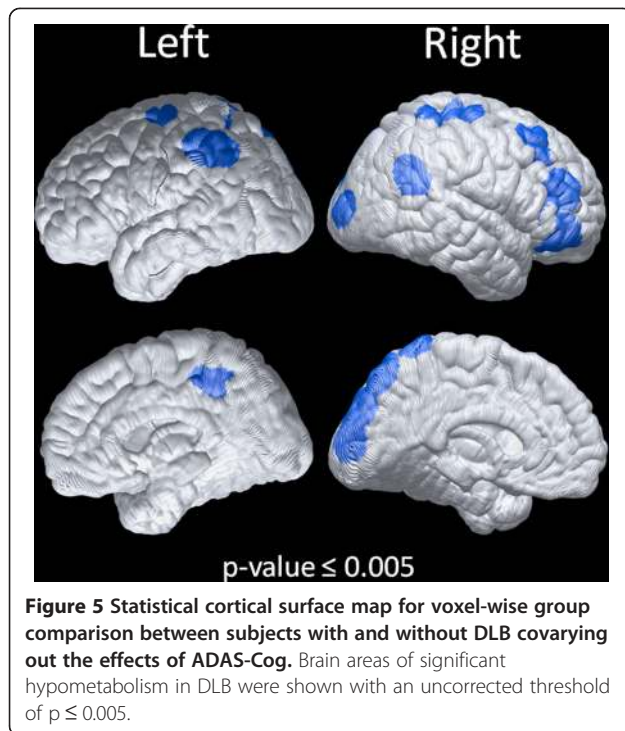 Left
Right
p-value ≤ 0.005
Figure 5 Statistical cortical surface map for voxel-wise group
comparison between subjects with and without DLB covarying
out the effects of ADAS-Cog. Brain areas of significant
hypometabolism in DLB were shown with an uncorrected threshold
of p ≤ 0.005.